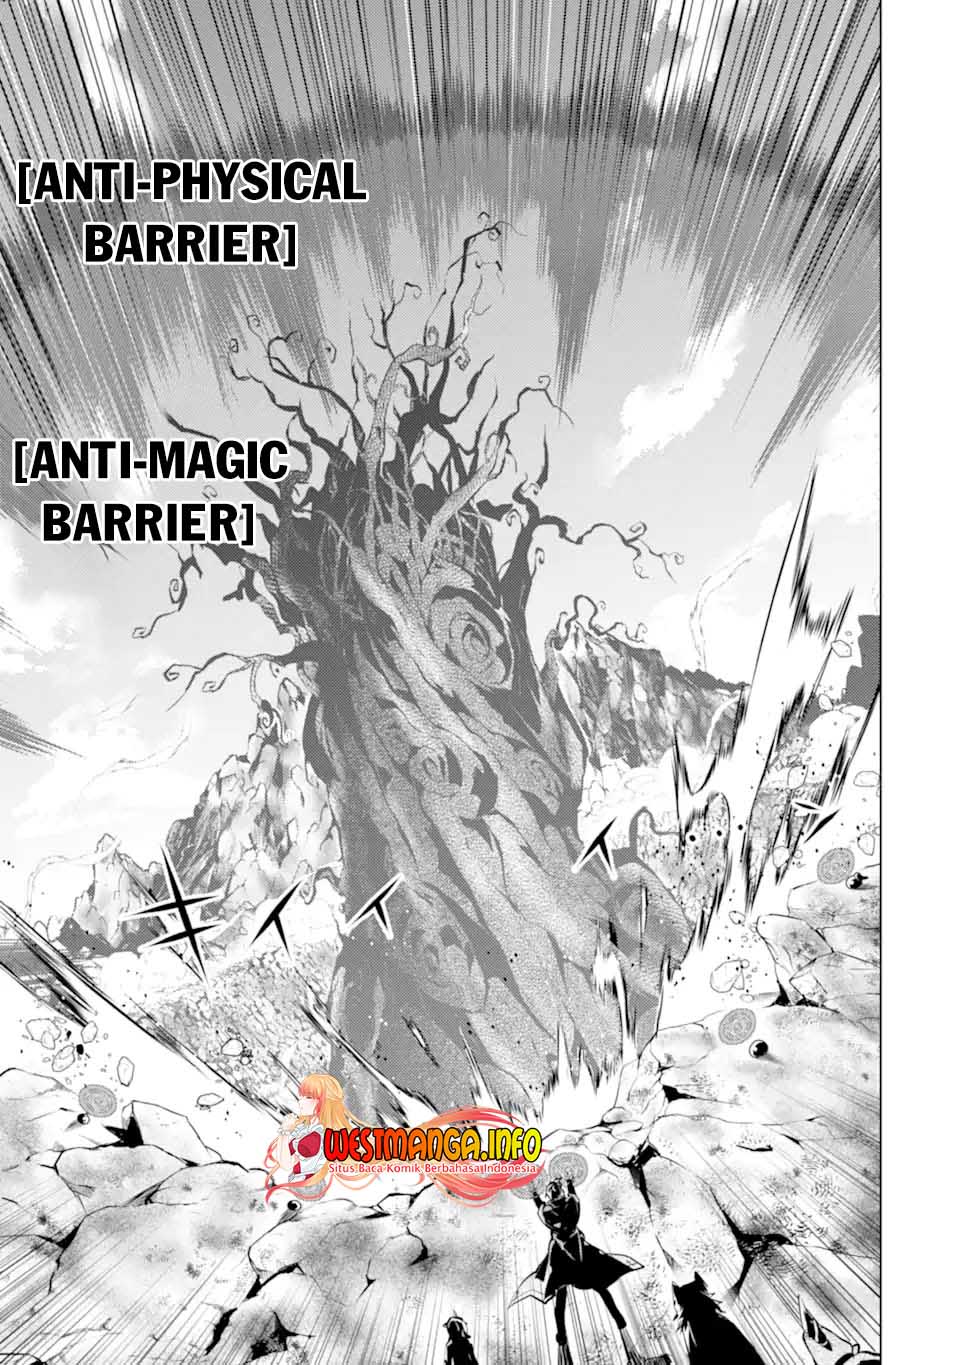 [ANTI-PHYSICAL
BARRIER]
[ANTI-MAGIC
BARRIER]
WESTMANGA.INFO
Situs Baca Komik Berbahasa Indonesia